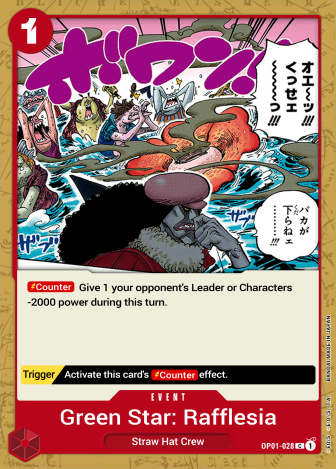 1
ボワン!
オエ～ッ!!!
くっせェ
～～～っ!!!
バカが
下らねェ
………!!!
⚡Counter Give 1 your opponent's Leader or Characters
-2000 power during this turn.
Trigger Activate this card's ⚡Counter effect.
EVENT
Green Star: Rafflesia
Straw Hat Crew
OP01-028 C 1